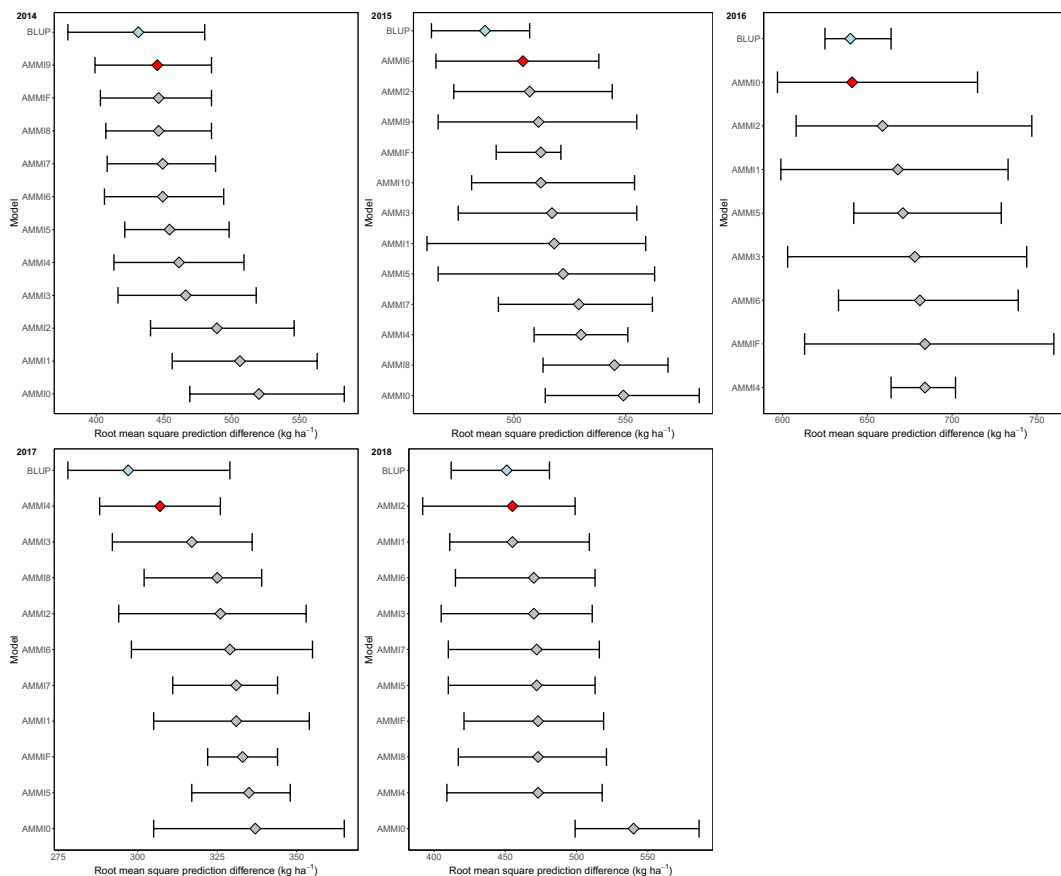 2014
BLUP
AMMI9
AMMIF
AMMI8
AMMI7
AMMI6
AMMI5
AMMI4
AMMI3
AMMI2
AMMI1
AMMI0
Model
400 450 500 550
Root mean square prediction difference (kg ha⁻¹)
2015
BLUP
AMMI6
AMMI2
AMMI9
AMMIF
AMMI10
AMMI3
AMMI1
AMMI5
AMMI7
AMMI4
AMMI8
AMMI0
Model
500 550
Root mean square prediction difference (kg ha⁻¹)
2016
BLUP
AMMI0
AMMI2
AMMI1
AMMI5
AMMI3
AMMI6
AMMIF
AMMI4
Model
600 650 700 750
Root mean square prediction difference (kg ha⁻¹)
2017
BLUP
AMMI4
AMMI3
AMMI8
AMMI2
AMMI6
AMMI7
AMMI1
AMMIF
AMMI5
AMMI0
Model
275 300 325 350
Root mean square prediction difference (kg ha⁻¹)
2018
BLUP
AMMI2
AMMI1
AMMI6
AMMI3
AMMI7
AMMI5
AMMIF
AMMI8
AMMI4
AMMI0
Model
400 450 500 550
Root mean square prediction difference (kg ha⁻¹)